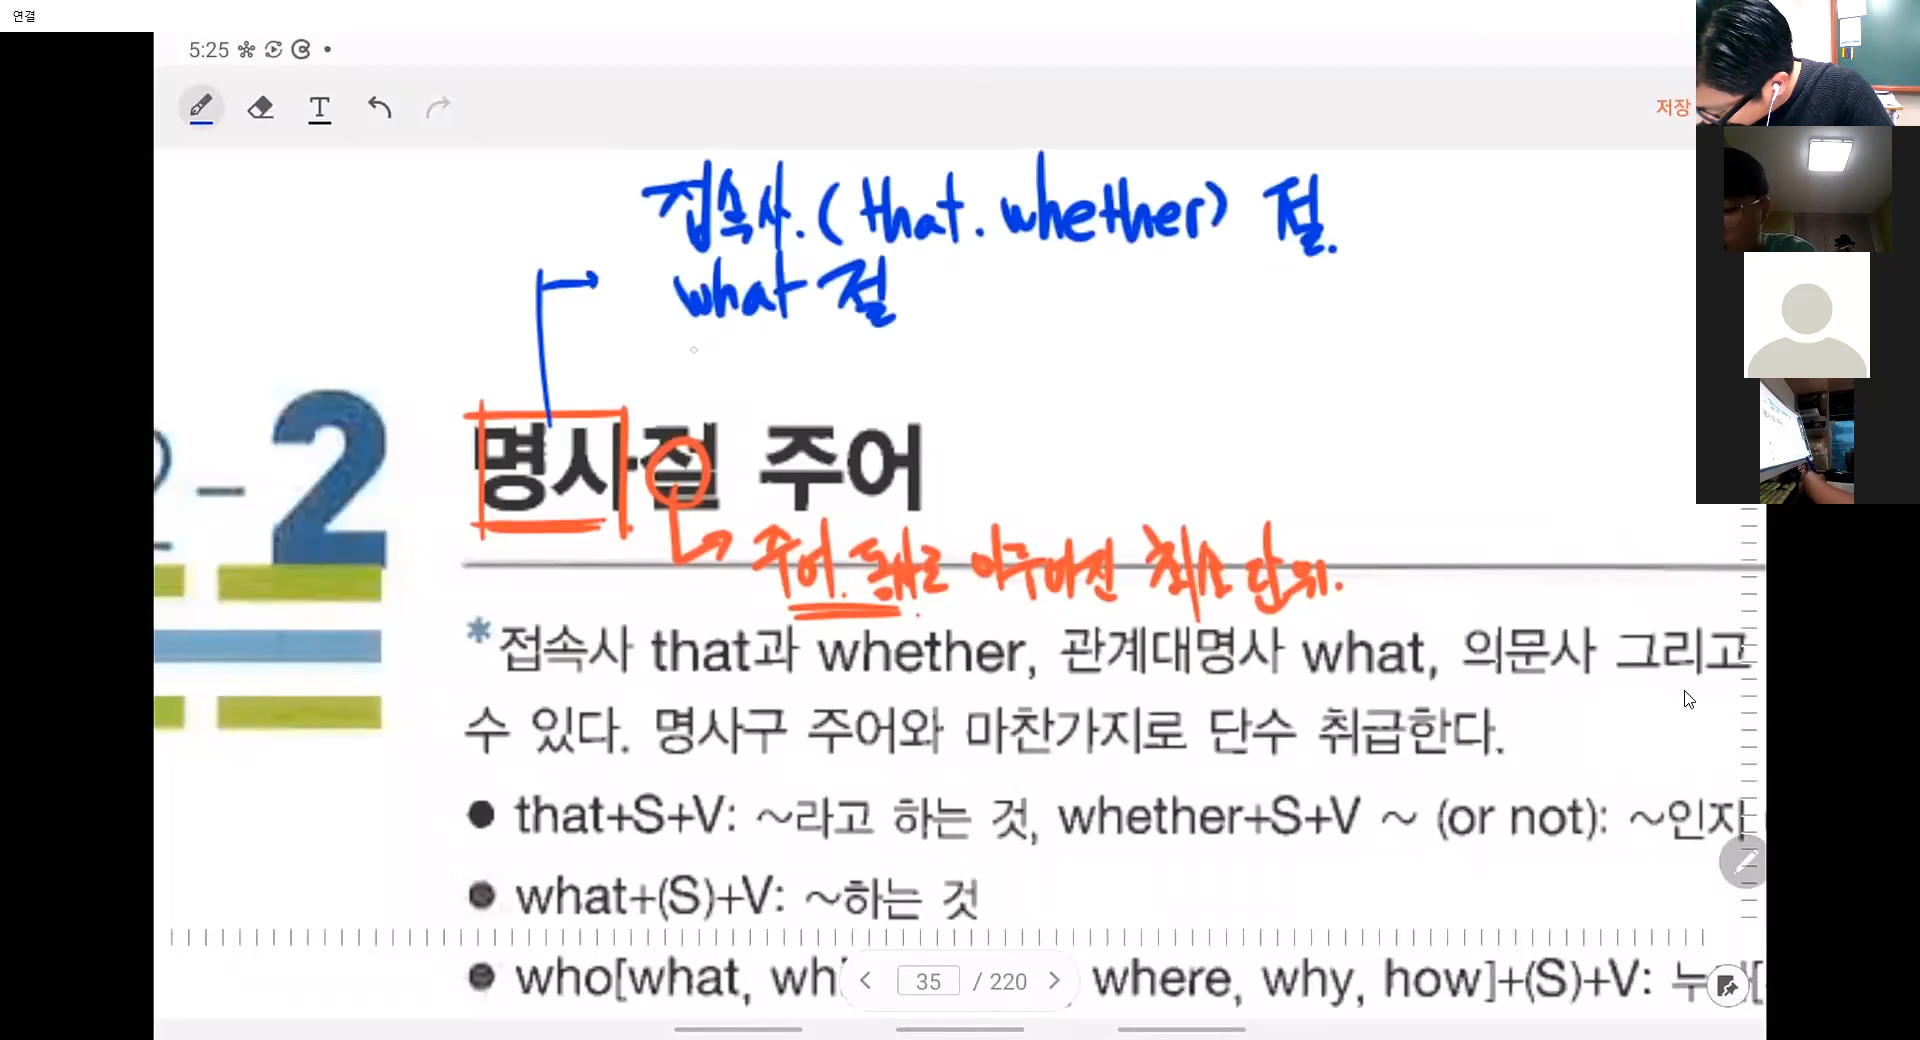 연결
5:25
저장
접속사. (that. whether) 절.
what 절
2-2
명사절 주어
주어. 동사로 이루어진 최소 단위.
*접속사 that과 whether, 관계대명사 what, 의문사 그리고
수 있다. 명사구 주어와 마찬가지로 단수 취급한다.
● that+S+V: ~라고 하는 것, whether+S+V ~ (or not): ~인지
● what+(S)+V: ~하는 것
● who[what, where, why, how]+(S)+V:
35 / 220